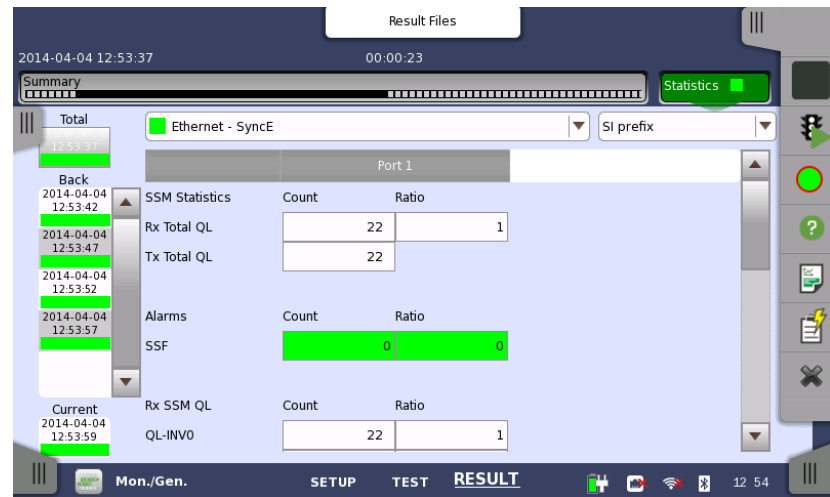 Result Files
2014-04-04 12:53:37
00:00:23
Summary
Statistics
Total
12:53:37
Ethernet - SyncE
SI prefix
Port 1
Back
2014-04-04
12:53:42
2014-04-04
12:53:47
2014-04-04
12:53:52
2014-04-04
12:53:57
SSM Statistics Count Ratio
Rx Total QL 22 1
Tx Total QL 22
Alarms Count Ratio
SSF 0 0
Rx SSM QL Count Ratio
QL-INV0 22 1
Current
2014-04-04
12:53:59
Mon./Gen. SETUP TEST RESULT 12 54